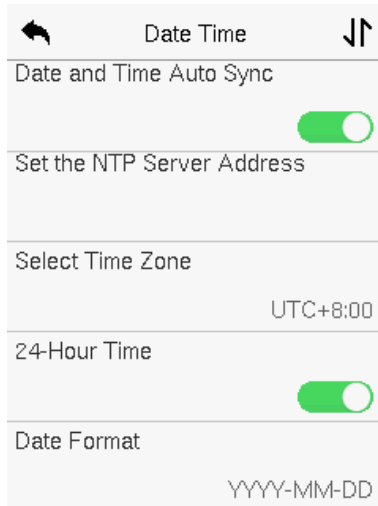 Date Time
Date and Time Auto Sync
Set the NTP Server Address
Select Time Zone
UTC+8:00
24-Hour Time
Date Format
YYYY-MM-DD